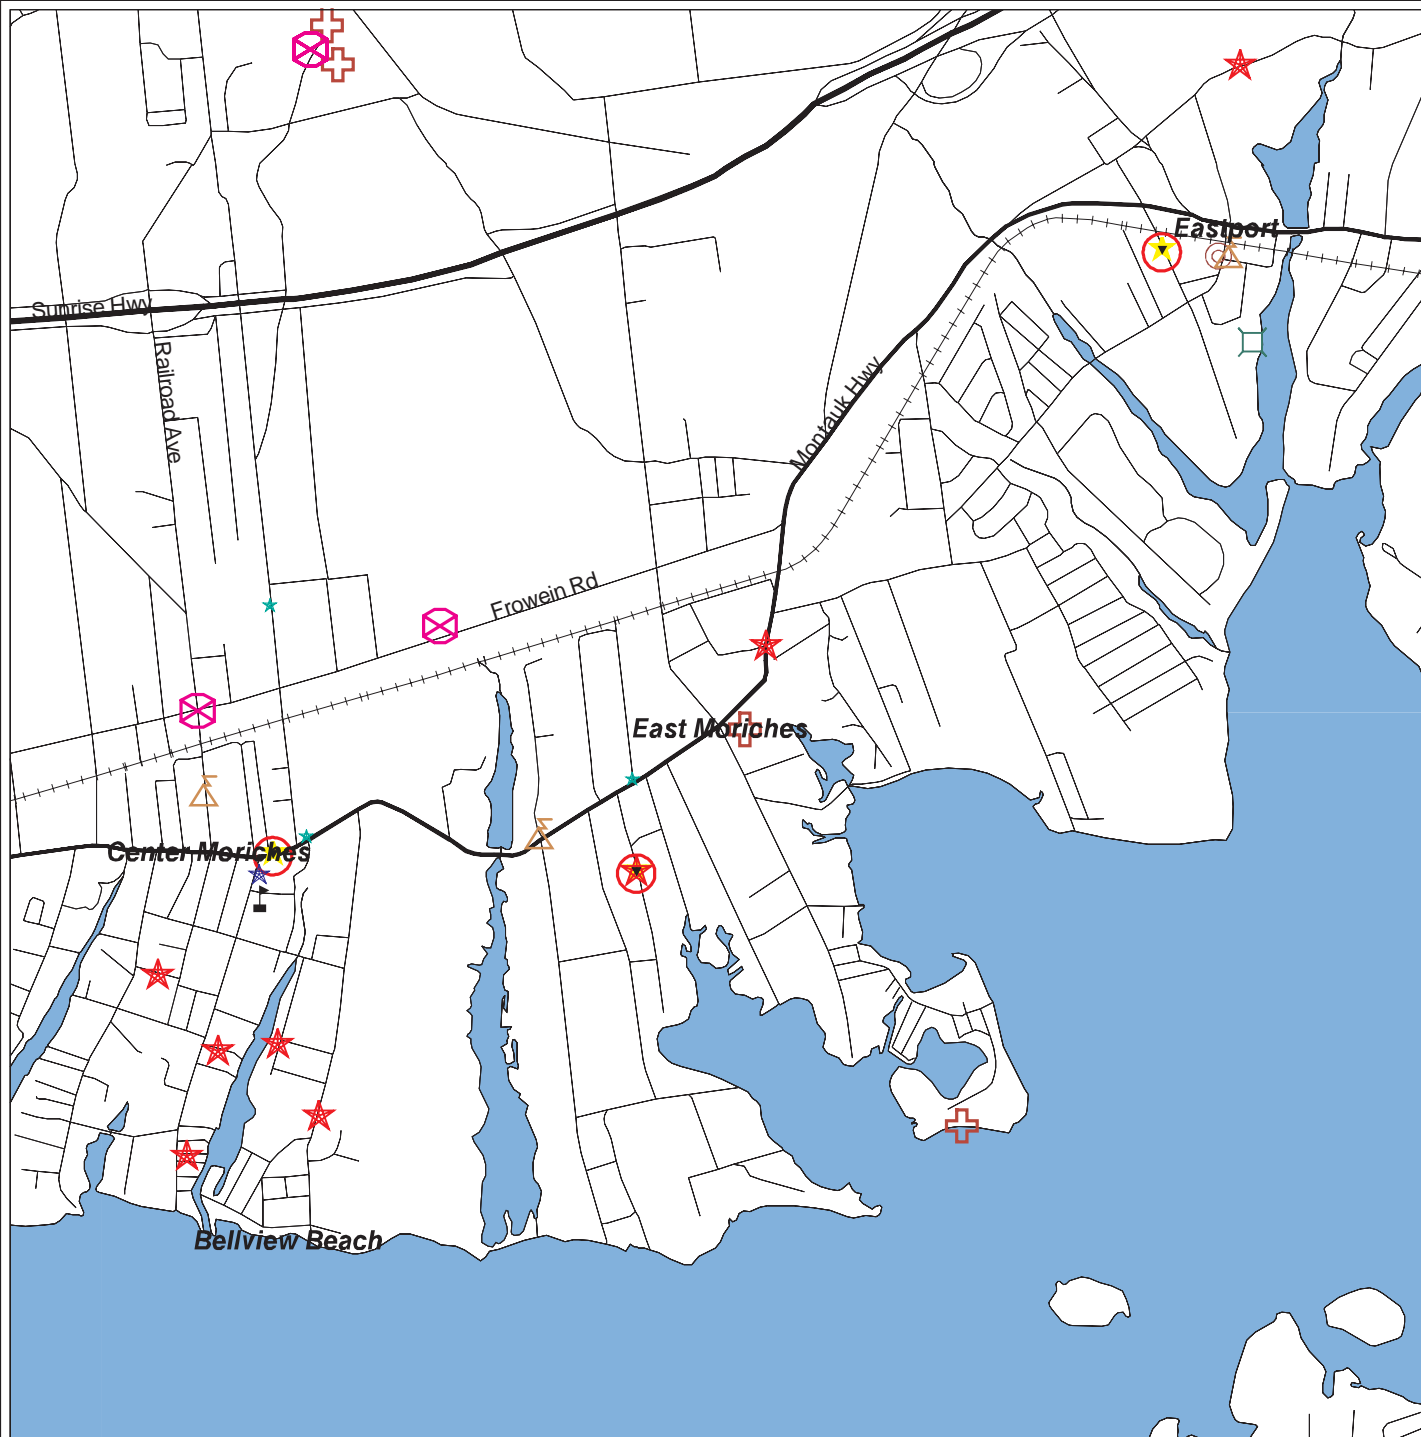 Eastport
Sunrise Hwy
Railroad Ave
Montauk Hwy
Frowein Rd
East Moriches
Center Moriches
Bellview Beach